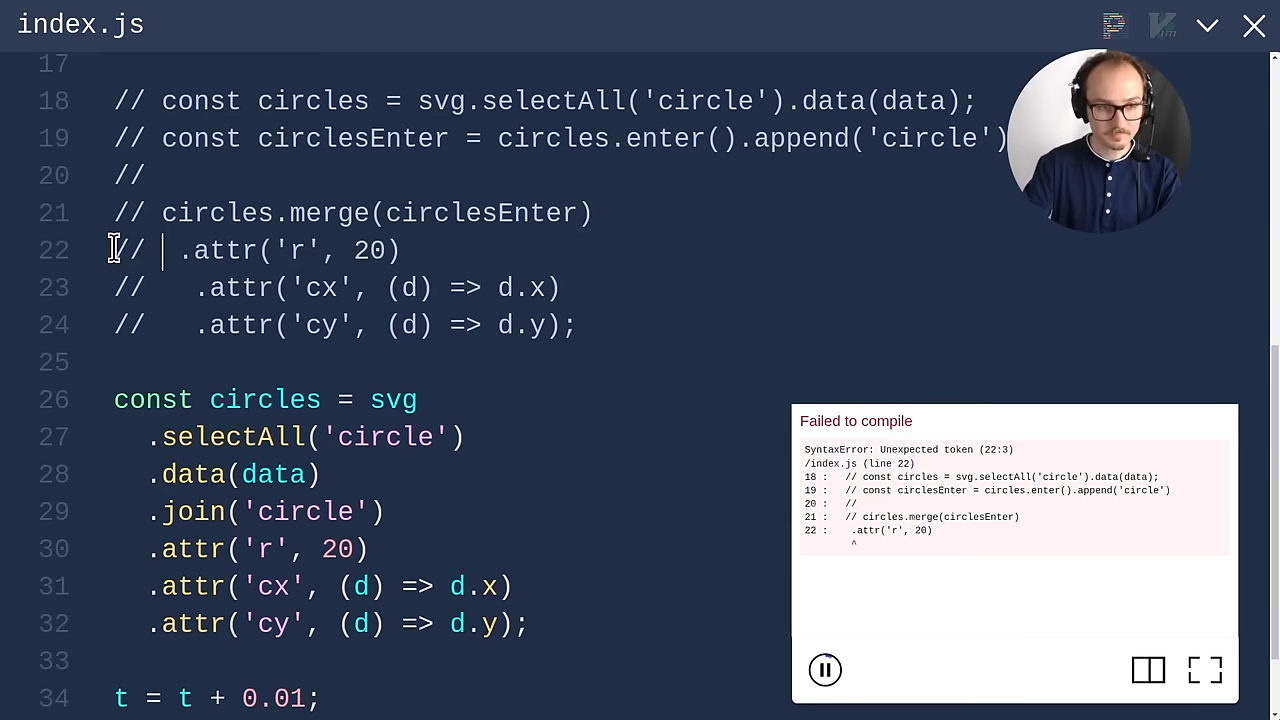 index.js
17
18 // const circles = svg.selectAll('circle').data(data);
19 // const circlesEnter = circles.enter().append('circle')
20 //
21 // circles.merge(circlesEnter)
22 //  .attr('r', 20)
23 //   .attr('cx', (d) => d.x)
24 //   .attr('cy', (d) => d.y);
25
26 const circles = svg
27   .selectAll('circle')
28   .data(data)
29   .join('circle')
30   .attr('r', 20)
31   .attr('cx', (d) => d.x)
32   .attr('cy', (d) => d.y);
33
34 t = t + 0.01;
Failed to compile
SyntaxError: Unexpected token (22:3)
/index.js (line 22)
18 :   // const circles = svg.selectAll('circle').data(data);
19 :   // const circlesEnter = circles.enter().append('circle')
20 :   //
21 :   // circles.merge(circlesEnter)
22 :    .attr('r', 20)
^